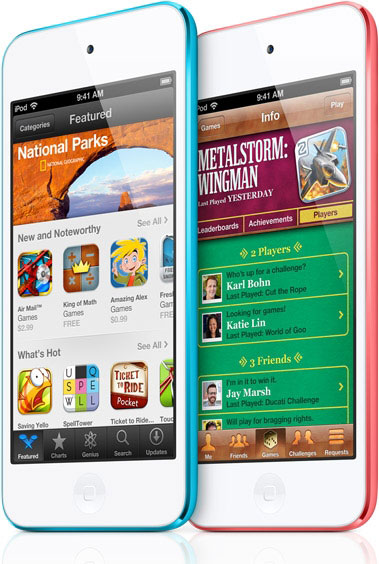 iPod
9:41 AM
Categories
Featured
National Parks
NATIONAL GEOGRAPHIC
New and Noteworthy
See All >
Air Mail™
Games
$2.99
King of Math
Games
FREE
Amazing Alex
Games
$0.99
Fresh
Games
FREE
What's Hot
See All >
U S
P E
W E
L L
TICKET
TO RIDE
Pocket
Saving Yello
SpellTower
Ticket to Ride...
Touc
Featured
Charts
Genius
Search
Updates
iPod
9:41 AM
Games
Info
Play
METALSTORM:
WINGMAN
Last Played YESTERDAY
Leaderboards
Achievements
Players
2 Players
Who's up for a challenge?
Karl Bohn
Last Played: Cut the Rope
Looking for games!
Katie Lin
Last Played: World of Goo
3 Friends
I'm in it to win it.
Jay Marsh
Last Played: Ducati Challenge
Will play for bragging rights.
Me
Friends
Games
Challenges
Requests